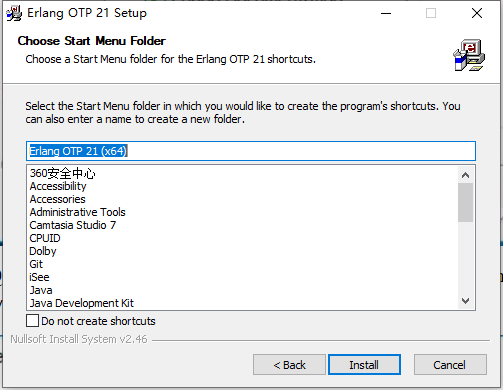 Erlang OTP 21 Setup
Choose Start Menu Folder
Choose a Start Menu folder for the Erlang OTP 21 shortcuts.
Select the Start Menu folder in which you would like to create the program's shortcuts. You
can also enter a name to create a new folder.
Erlang OTP 21 (x64)
360安全中心
Accessibility
Accessories
Administrative Tools
Camtasia Studio 7
CPUID
Dolby
Git
iSee
Java
Java Development Kit
Do not create shortcuts
Nullsoft Install System v2.46
< Back
Install
Cancel